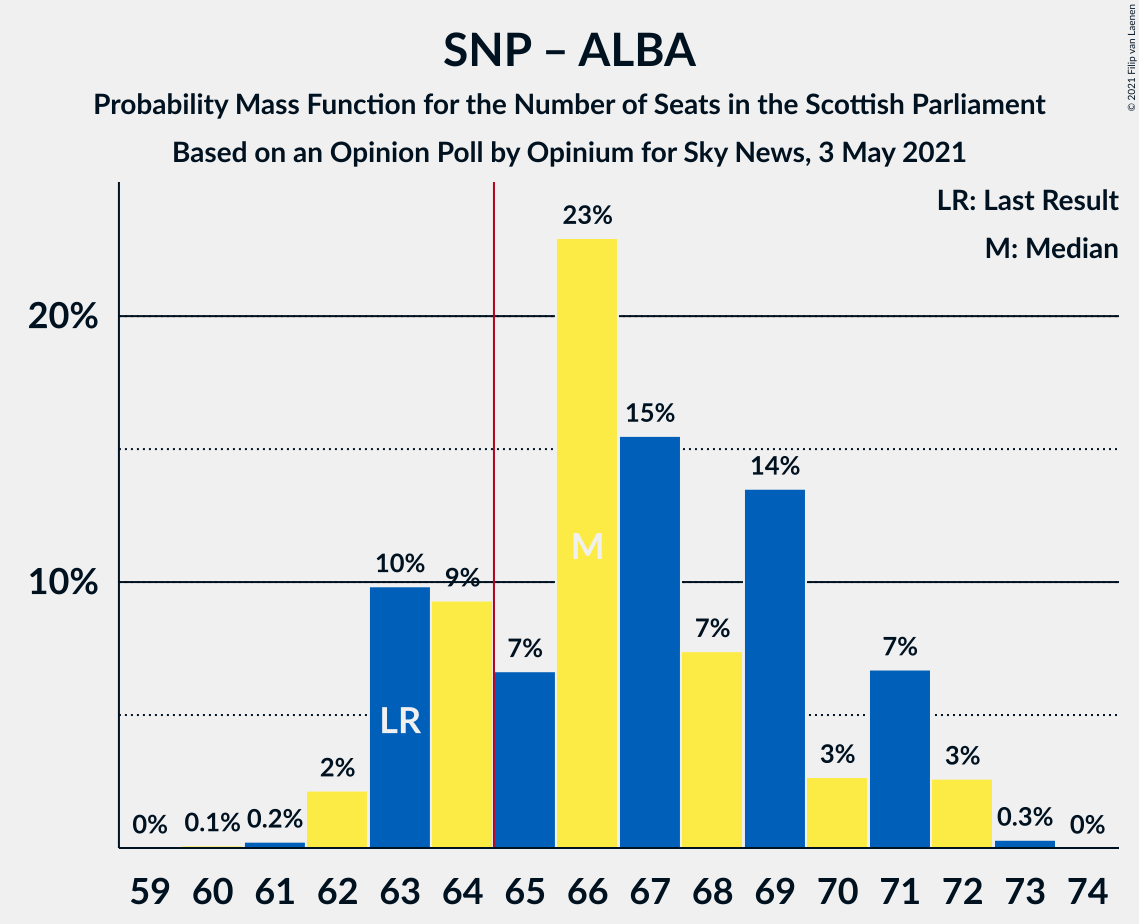 SNP – ALBA
Probability Mass Function for the Number of Seats in the Scottish Parliament
Based on an Opinion Poll by Opinium for Sky News, 3 May 2021
© 2021 Filip van Laenen
LR: Last Result
M: Median
20%
10%
0%
0.1%
0.2%
2%
10%
9%
7%
23%
15%
7%
14%
3%
7%
3%
0.3%
0%
LR
M
59 60 61 62 63 64 65 66 67 68 69 70 71 72 73 74